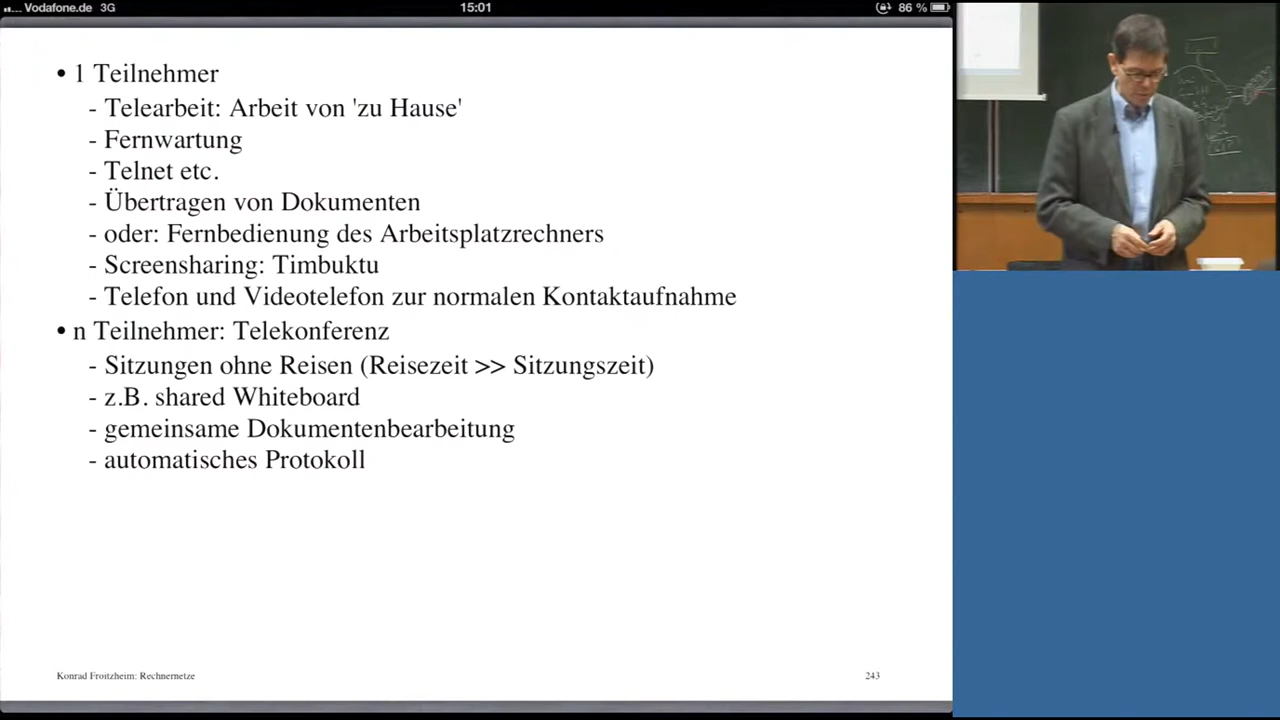 Vodafone.de 3G 15:01 86 %
• 1 Teilnehmer
- Telearbeit: Arbeit von 'zu Hause'
- Fernwartung
- Telnet etc.
- Übertragen von Dokumenten
- oder: Fernbedienung des Arbeitsplatzrechners
- Screensharing: Timbuktu
- Telefon und Videotelefon zur normalen Kontaktaufnahme
• n Teilnehmer: Telekonferenz
- Sitzungen ohne Reisen (Reisezeit >> Sitzungszeit)
- z.B. shared Whiteboard
- gemeinsame Dokumentenbearbeitung
- automatisches Protokoll
Konrad Froitzheim: Rechnernetze 243